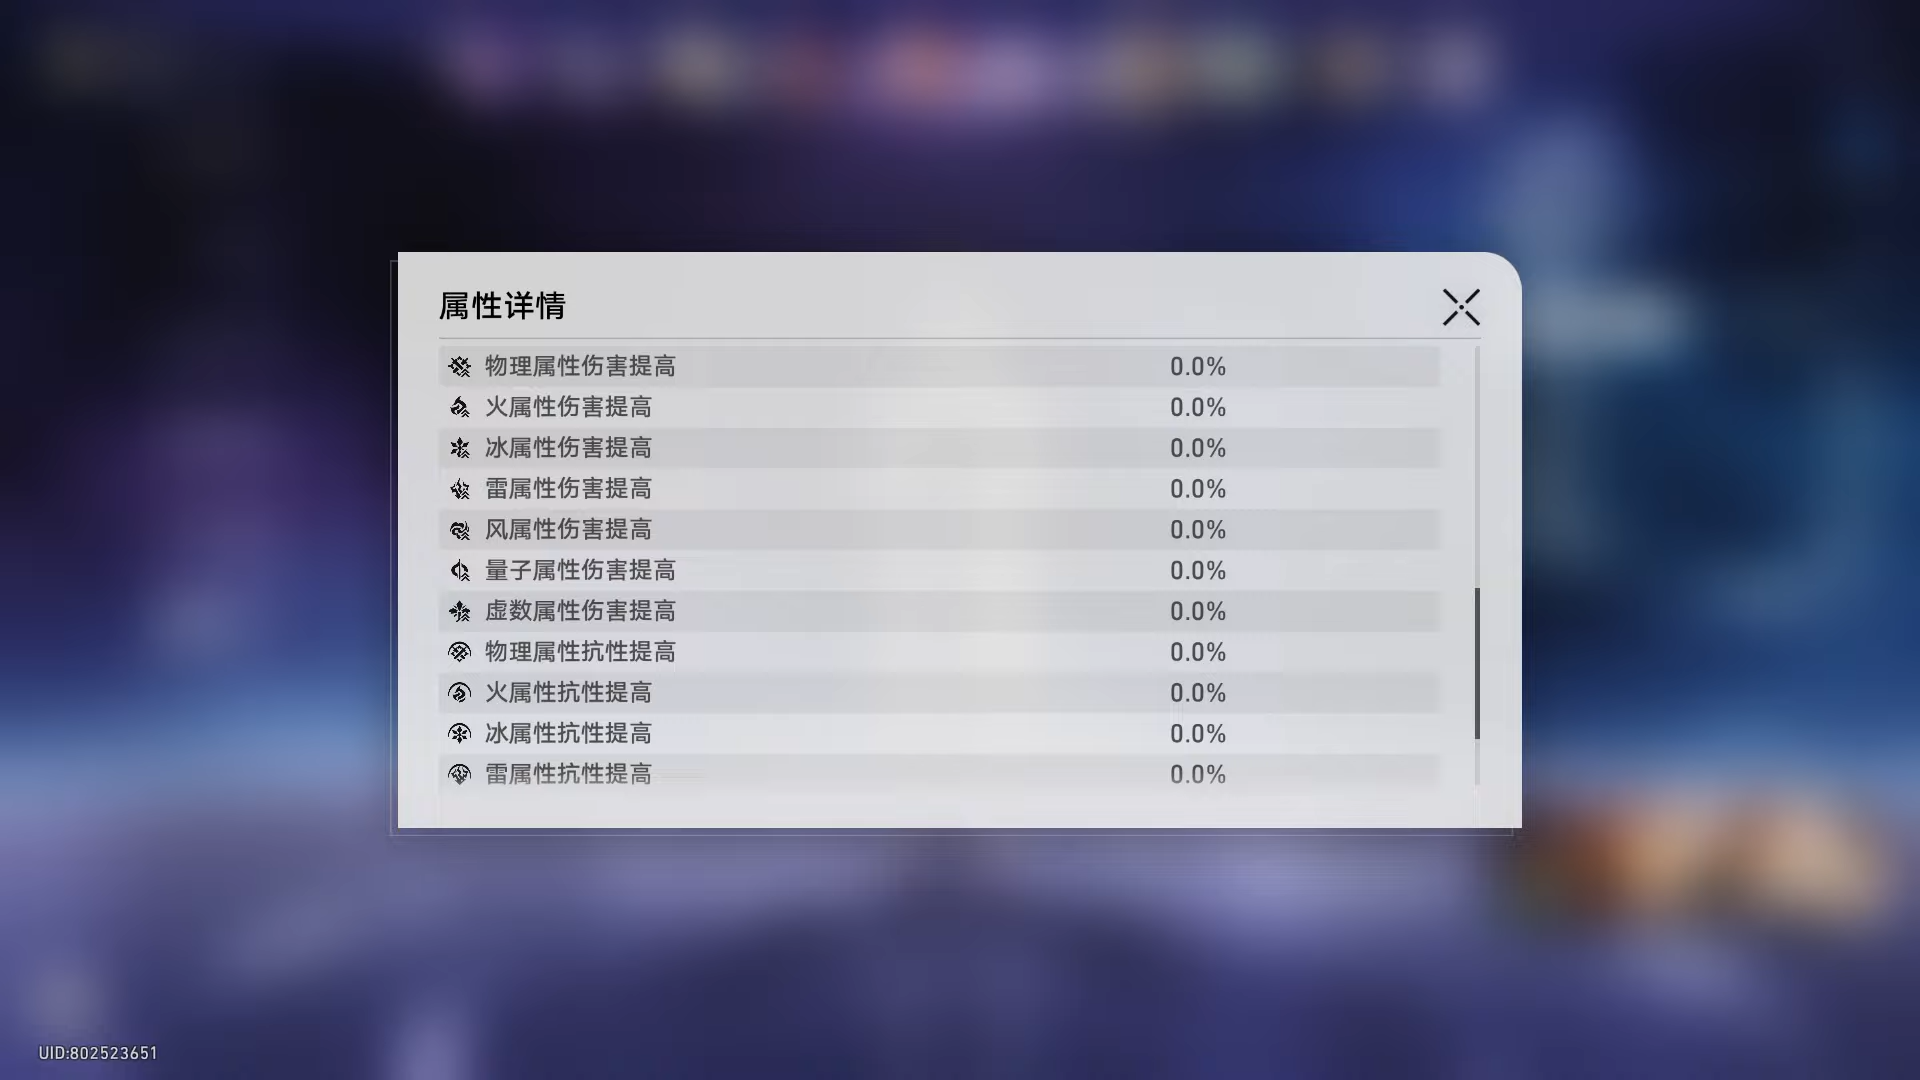 属性详情
物理属性伤害提高 0.0%
火属性伤害提高 0.0%
冰属性伤害提高 0.0%
雷属性伤害提高 0.0%
风属性伤害提高 0.0%
量子属性伤害提高 0.0%
虚数属性伤害提高 0.0%
物理属性抗性提高 0.0%
火属性抗性提高 0.0%
冰属性抗性提高 0.0%
雷属性抗性提高 0.0%
UID:802523651